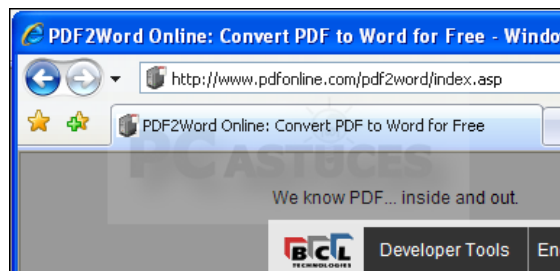 PDF2Word Online: Convert PDF to Word for Free - Windo
http://www.pdfonline.com/pdf2word/index.asp
PDF2Word Online: Convert PDF to Word for Free
PC ASTUCES
We know PDF... inside and out.
BCL Developer Tools En
TECHNOLOGIES